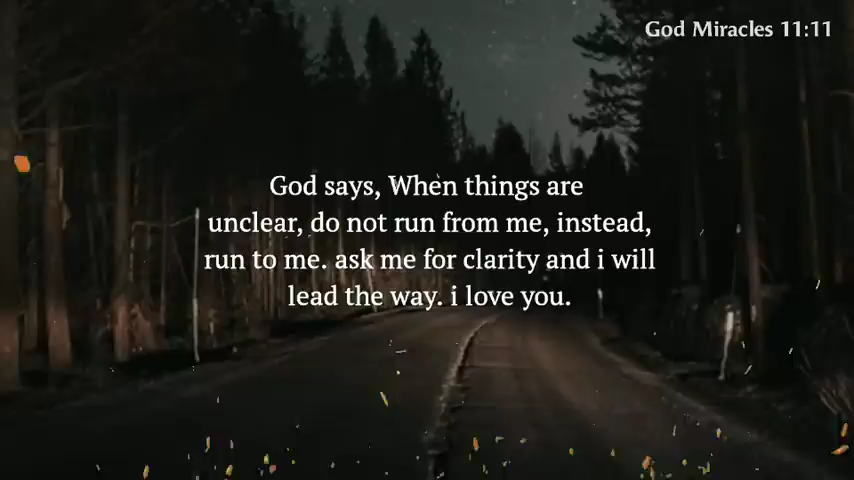 God Miracles 11:11
God says, When things are
unclear, do not run from me, instead,
run to me. ask me for clarity and i will
lead the way. i love you.